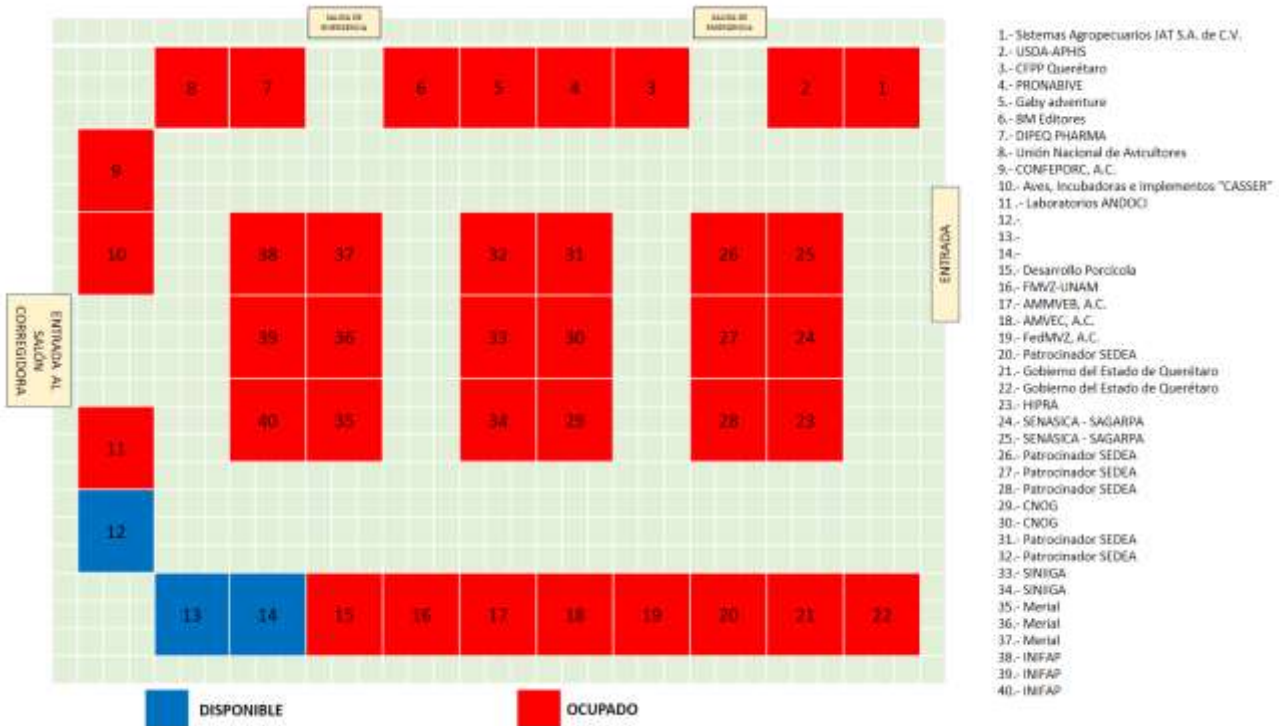 SALIDA DE
EMERGENCIA
SALIDA DE
EMERGENCIA
8 7 6 5 4 3 2 1
9
10 38 37 32 31 26 25
39 36 33 30 27 24
40 35 34 29 28 23
11
12
13 14 15 16 17 18 19 20 21 22
ENTRADA AL
SALÓN
CORREGIDORA
ENTRADA
DISPONIBLE
OCUPADO
1.- Sistemas Agropecuarios JAT S.A. de C.V.
2.- USDA-APHIS
3.- CFPP Querétaro
4.- PRONABIVE
5.- Gaby adventure
6.- BM Editores
7.- DIPEQ PHARMA
8.- Unión Nacional de Avicultores
9.- CONFEPORC, A.C.
10.- Aves, Incubadoras e Implementos "CASSER"
11 .- Laboratorios ANDOCI
12.-
13.-
14.-
15.- Desarrollo Porcícola
16.- FMVZ-UNAM
17.- AMMVEB, A.C.
18.- AMVEC, A.C.
19.- FedMVZ, A.C.
20.- Patrocinador SEDEA
21.- Gobierno del Estado de Querétaro
22.- Gobierno del Estado de Querétaro
23.- HIPRA
24.- SENASICA - SAGARPA
25.- SENASICA - SAGARPA
26.- Patrocinador SEDEA
27.- Patrocinador SEDEA
28.- Patrocinador SEDEA
29.- CNOG
30.- CNOG
31.- Patrocinador SEDEA
32.- Patrocinador SEDEA
33.- SINIIGA
34.- SINIIGA
35.- Merial
36.- Merial
37.- Merial
38.- INIFAP
39.- INIFAP
40.- INIFAP